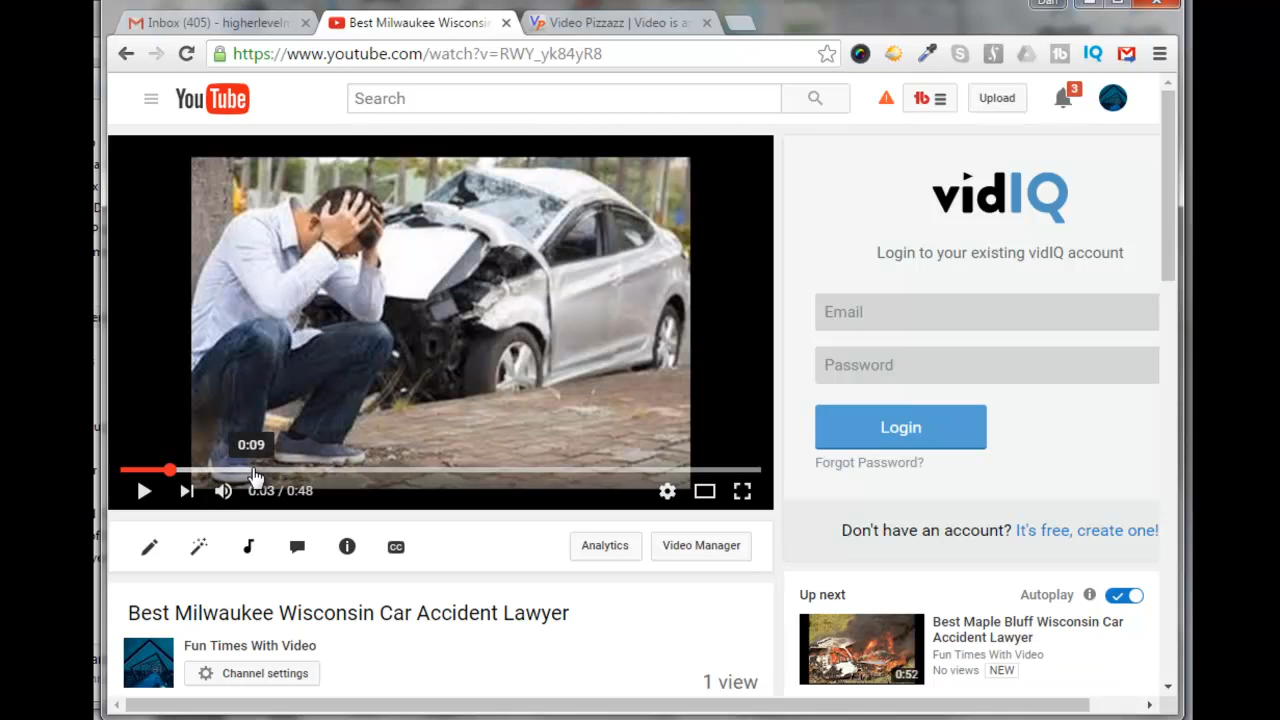 Dan
Inbox (405) - higherleveln
Best Milwaukee Wisconsin
Video Pizzazz | Video is a
https://www.youtube.com/watch?v=RWY_yk84yR8
IQ
YouTube
Search
Upload
3
vidIQ
Login to your existing vidIQ account
Email
Password
Login
Forgot Password?
Don't have an account? It's free, create one!
0:09
0:03 / 0:48
CC
Analytics
Video Manager
Best Milwaukee Wisconsin Car Accident Lawyer
Fun Times With Video
Channel settings
1 view
Up next
Autoplay
Best Maple Bluff Wisconsin Car
Accident Lawyer
Fun Times With Video
No views NEW
0:52